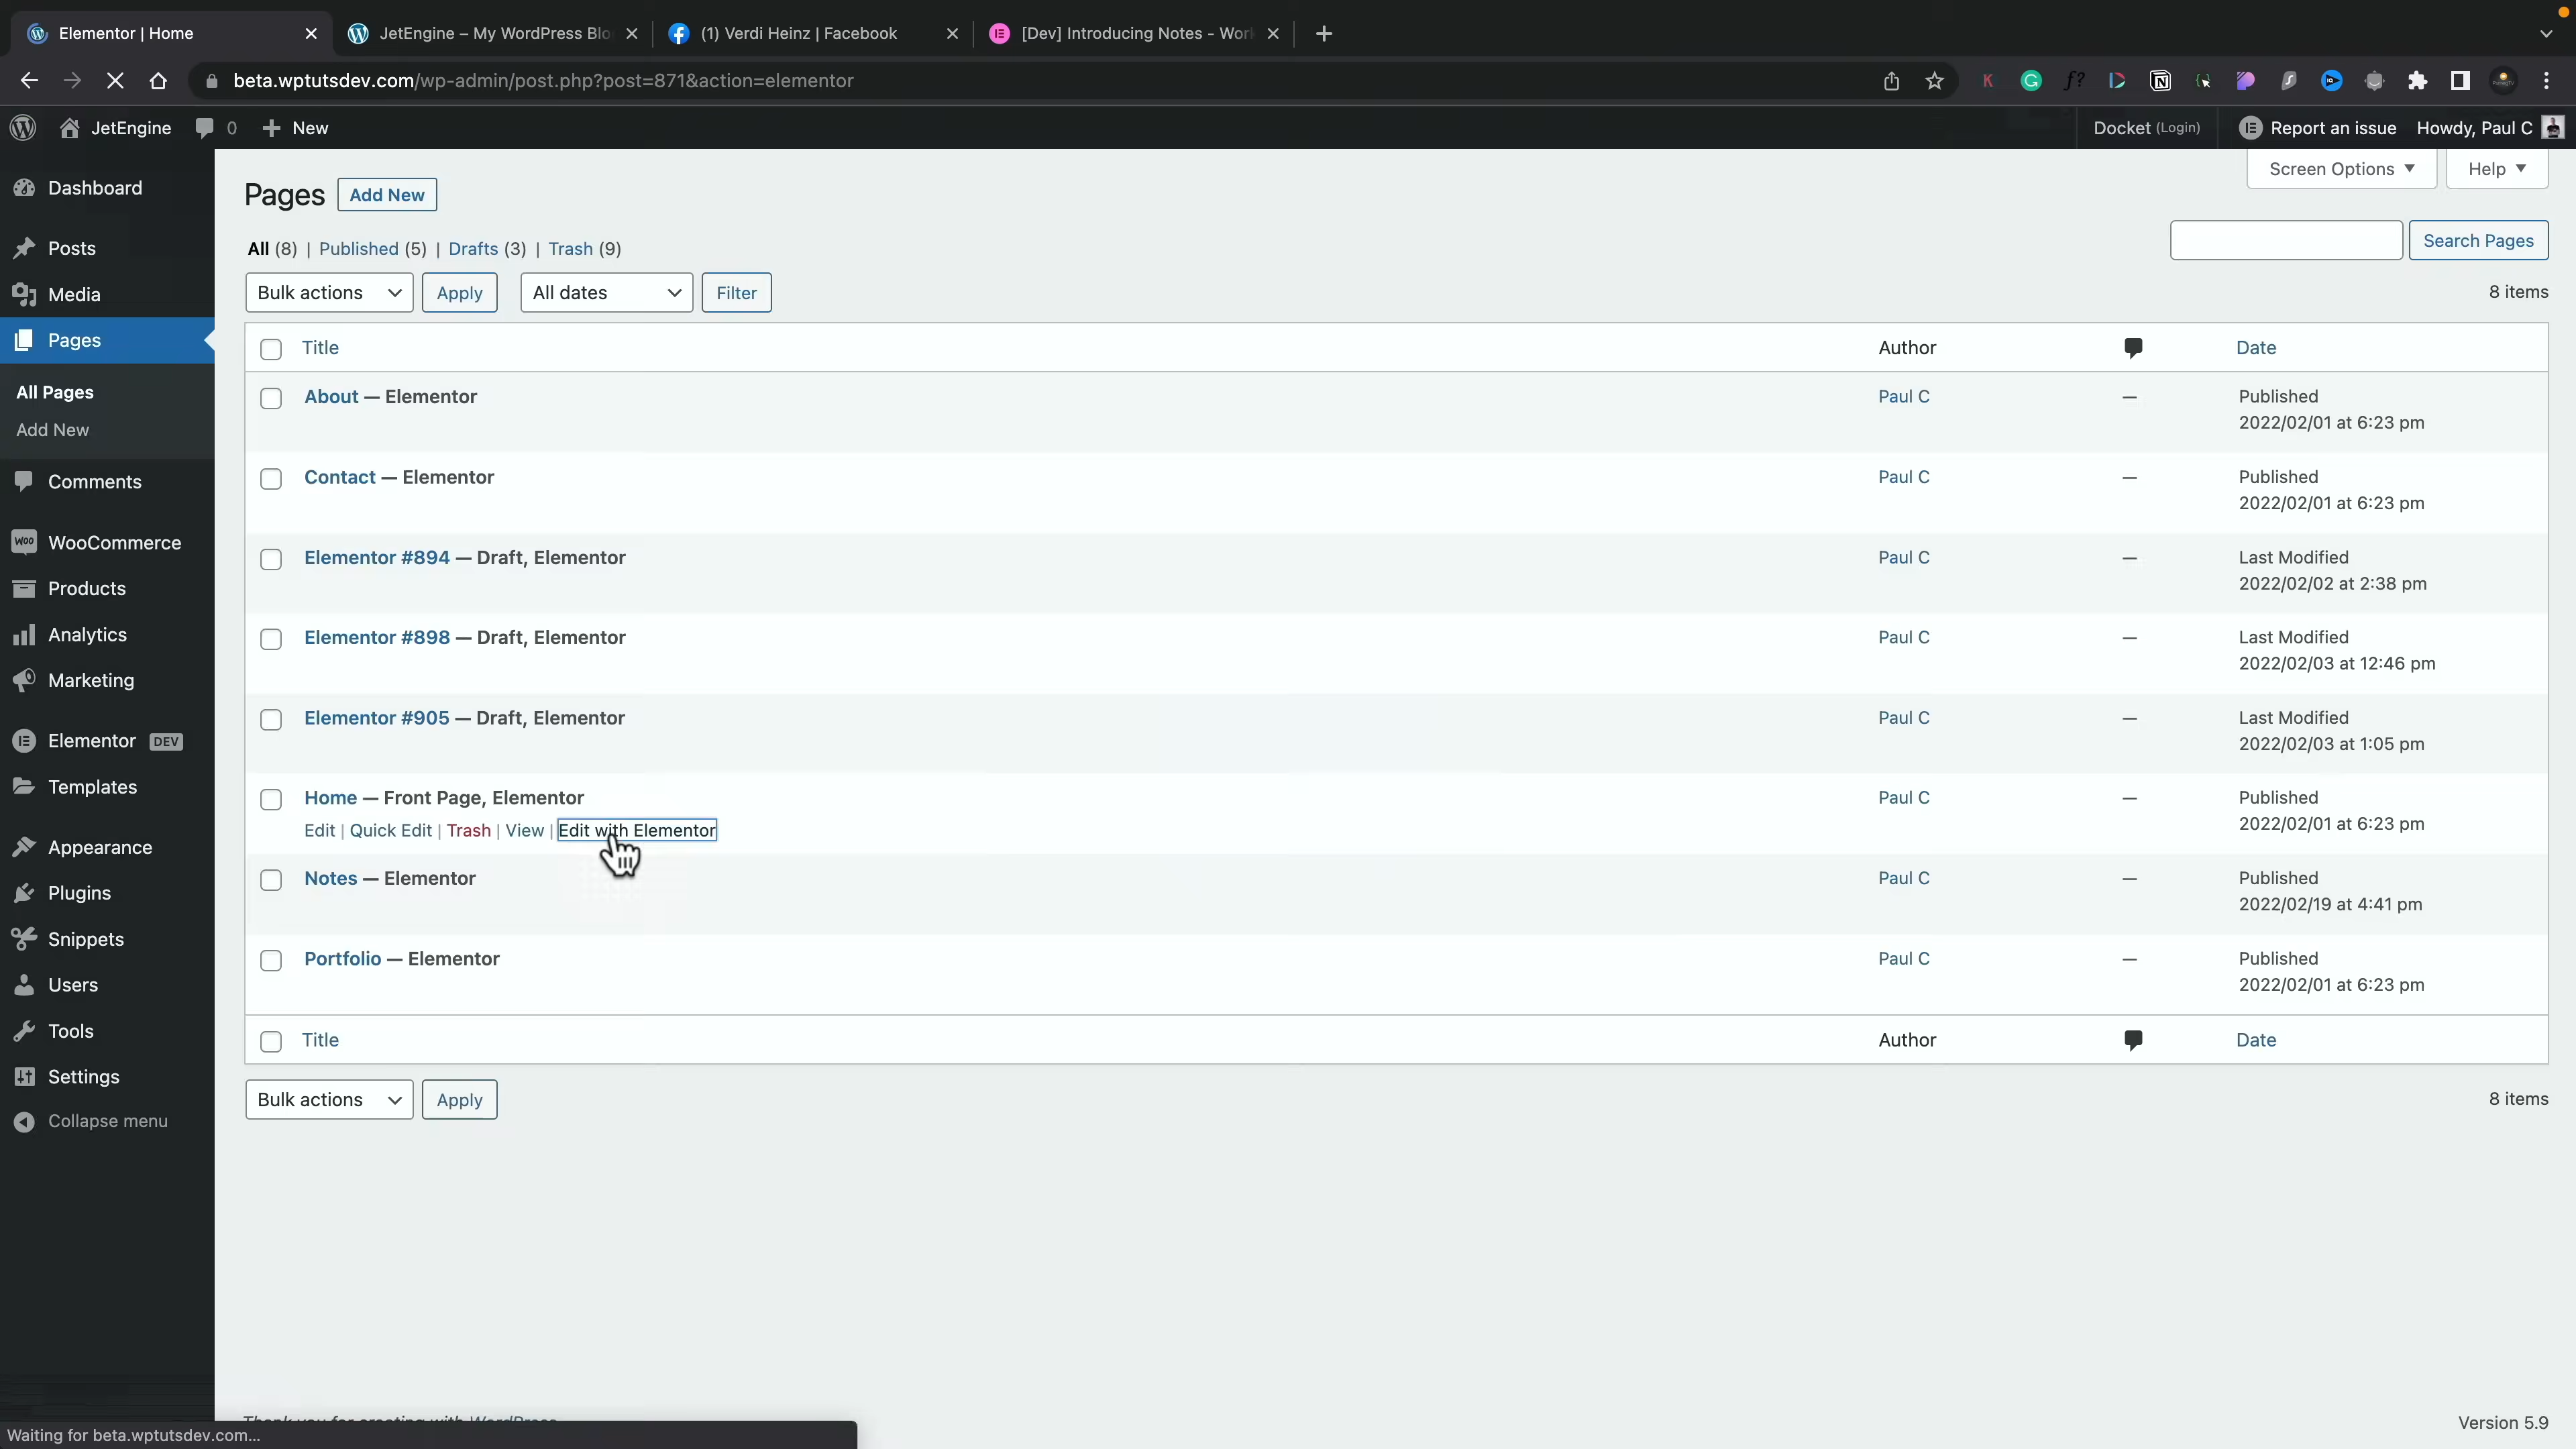 Elementor | Home
JetEngine – My WordPress Blo
(1) Verdi Heinz | Facebook
[Dev] Introducing Notes - Work
beta.wptutsdev.com/wp-admin/post.php?post=871&action=elementor
JetEngine
0
New
Docket (Login)
Report an issue
Howdy, Paul C
Dashboard
Posts
Media
Pages
All Pages
Add New
Comments
WooCommerce
Products
Analytics
Marketing
Elementor DEV
Templates
Appearance
Plugins
Snippets
Users
Tools
Settings
Collapse menu
Pages
Add New
Screen Options
Help
All (8) | Published (5) | Drafts (3) | Trash (9)
Search Pages
Bulk actions
Apply
All dates
Filter
8 items
Title
Author
Date
About — Elementor
Paul C
—
Published
2022/02/01 at 6:23 pm
Contact — Elementor
Paul C
—
Published
2022/02/01 at 6:23 pm
Elementor #894 — Draft, Elementor
Paul C
—
Last Modified
2022/02/02 at 2:38 pm
Elementor #898 — Draft, Elementor
Paul C
—
Last Modified
2022/02/03 at 12:46 pm
Elementor #905 — Draft, Elementor
Paul C
—
Last Modified
2022/02/03 at 1:05 pm
Home — Front Page, Elementor
Edit | Quick Edit | Trash | View | Edit with Elementor
Paul C
—
Published
2022/02/01 at 6:23 pm
Notes — Elementor
Paul C
—
Published
2022/02/19 at 4:41 pm
Portfolio — Elementor
Paul C
—
Published
2022/02/01 at 6:23 pm
Title
Author
Date
Bulk actions
Apply
8 items
Thank you for creating with WordPress
Version 5.9
Waiting for beta.wptutsdev.com...